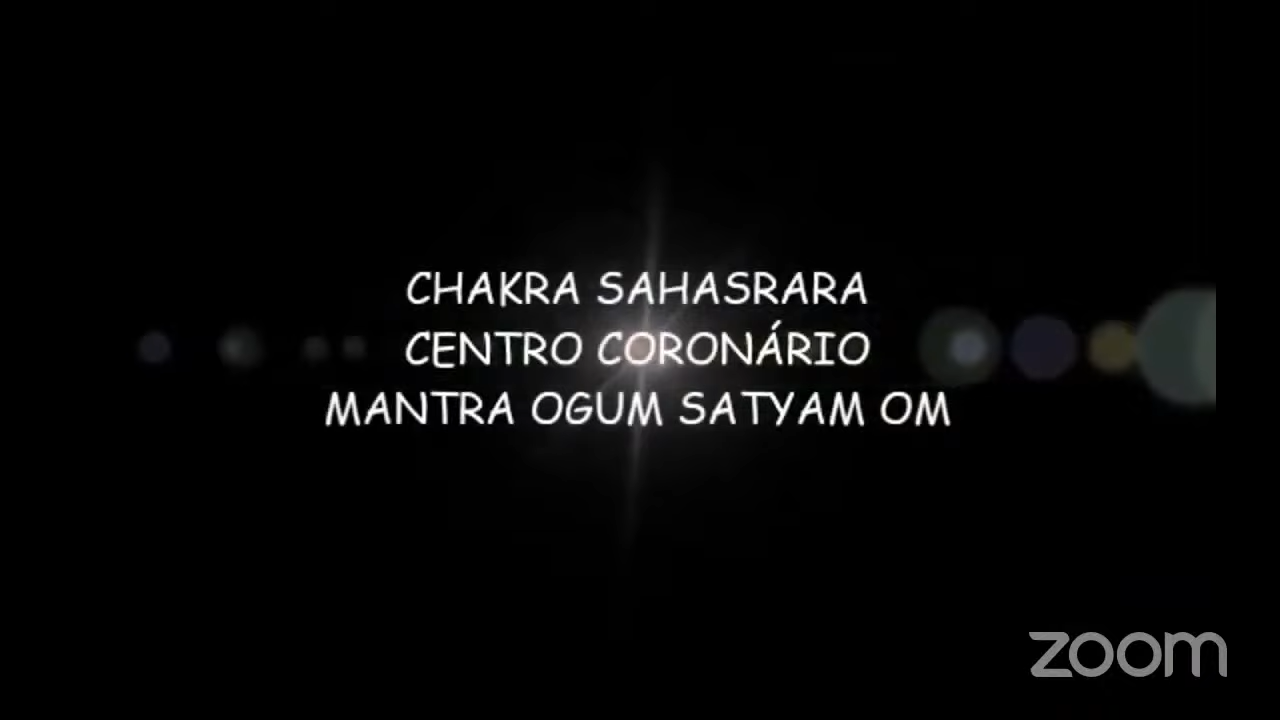 CHAKRA SAHASRARA
CENTRO CORONÁRIO
MANTRA OGUM SATYAM OM
zoom